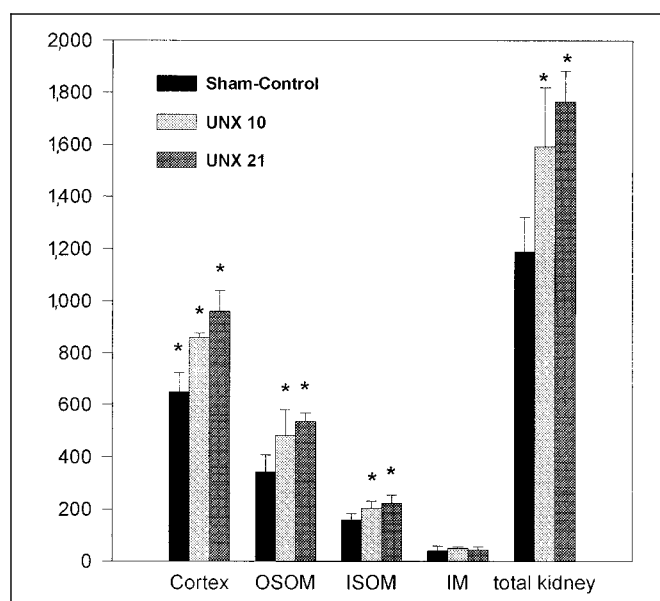 2,000
1,800
1,600
1,400
1,200
1,000
800
600
400
200
0
Sham-Control
UNX 10
UNX 21
* * *
* *
* *
* *
Cortex OSOM ISOM IM total kidney